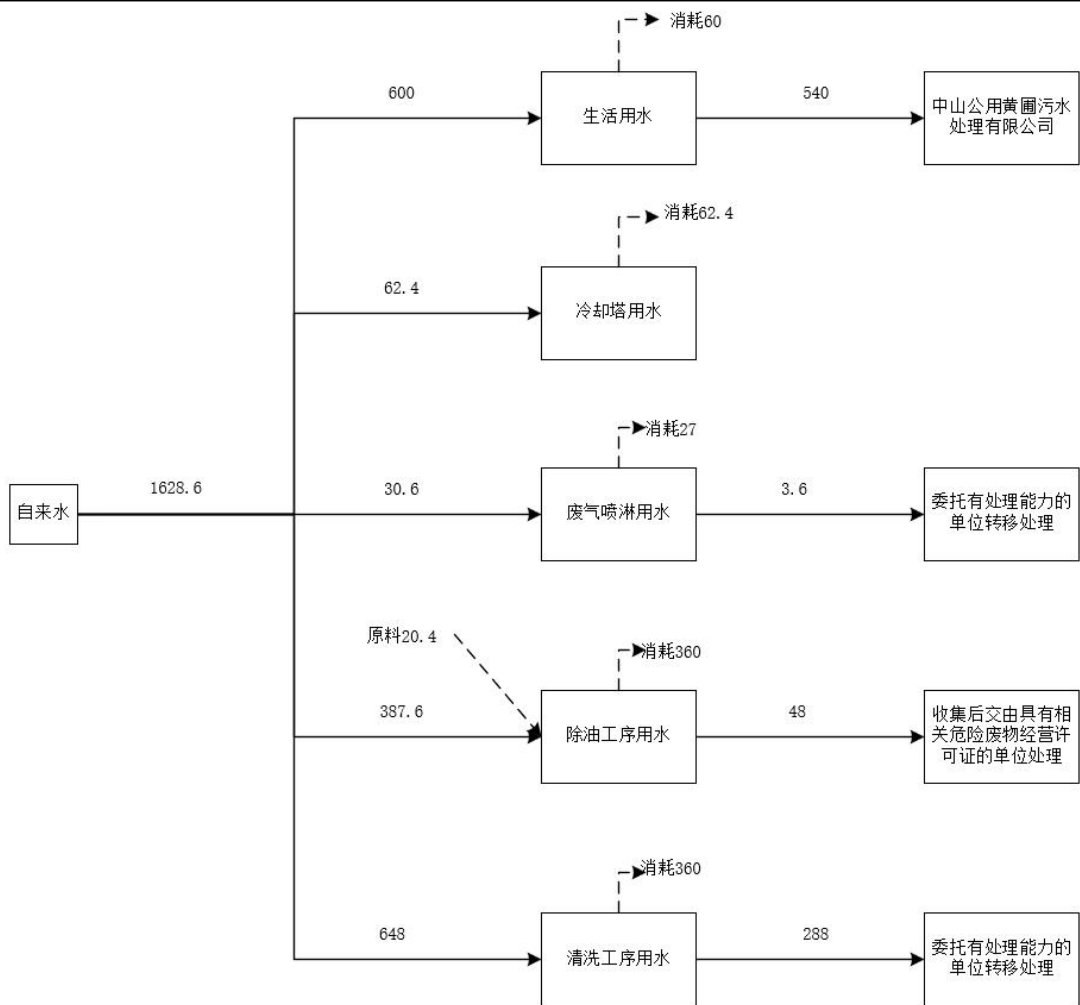 消耗60
600
生活用水
540
中山公用黄圃污水
处理有限公司
消耗62.4
62.4
冷却塔用水
消耗27
自来水
1628.6
30.6
废气喷淋用水
3.6
委托有处理能力的
单位转移处理
原料20.4
消耗360
387.6
除油工序用水
48
收集后交由具有相
关危险废物经营许
可证的单位处理
消耗360
648
清洗工序用水
288
委托有处理能力的
单位转移处理